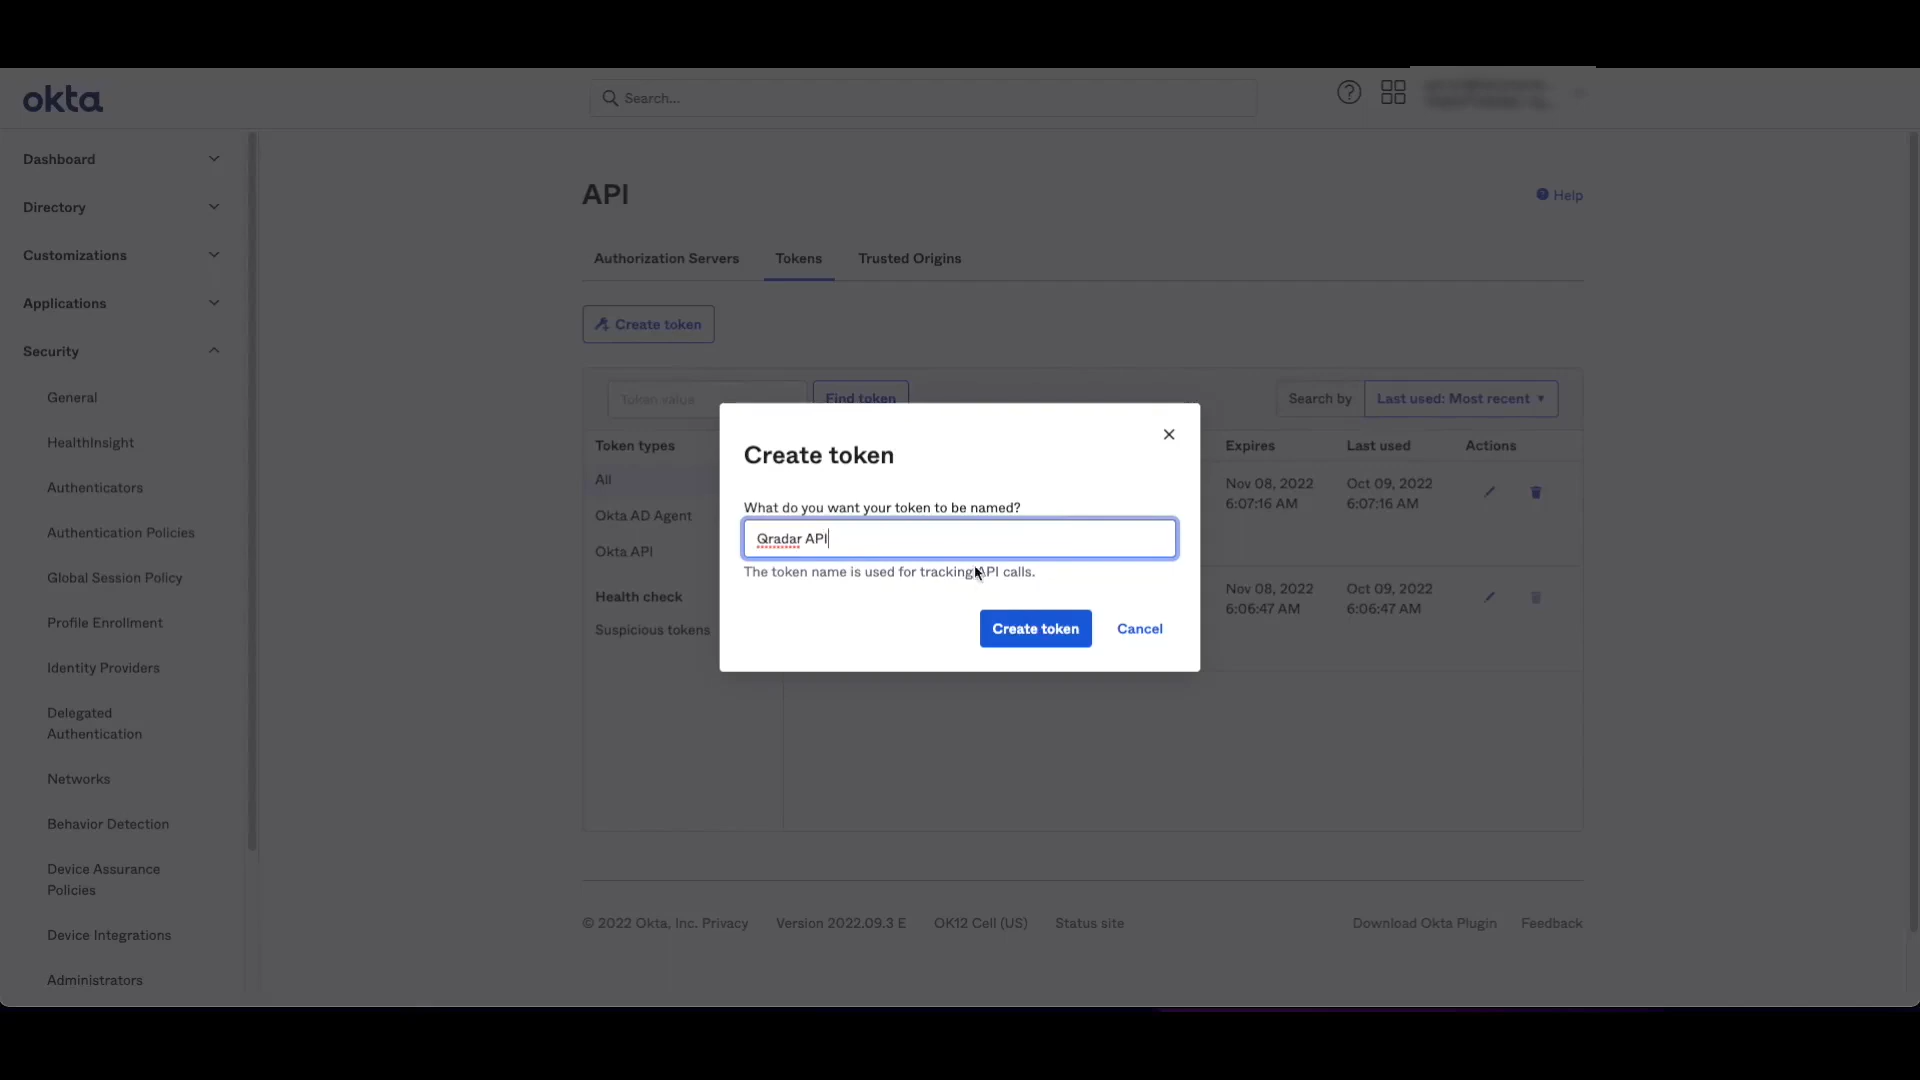 okta
Search...
Dashboard
Directory
Customizations
Applications
Security
General
HealthInsight
Authenticators
Authentication Policies
Global Session Policy
Profile Enrollment
Identity Providers
Delegated
Authentication
Networks
Behavior Detection
Device Assurance
Policies
Device Integrations
Administrators
API
Help
Authorization Servers Tokens Trusted Origins
Create token
Token value Find token Search by Last used: Most recent
Token types Expires Last used Actions
All
Okta AD Agent
Okta API
Health check
Suspicious tokens
Nov 08, 2022 Oct 09, 2022
6:07:16 AM 6:07:16 AM
Nov 08, 2022 Oct 09, 2022
6:06:47 AM 6:06:47 AM
Create token
What do you want your token to be named?
Qradar API
The token name is used for tracking API calls.
Create token Cancel
© 2022 Okta, Inc. Privacy Version 2022.09.3 E OK12 Cell (US) Status site Download Okta Plugin Feedback